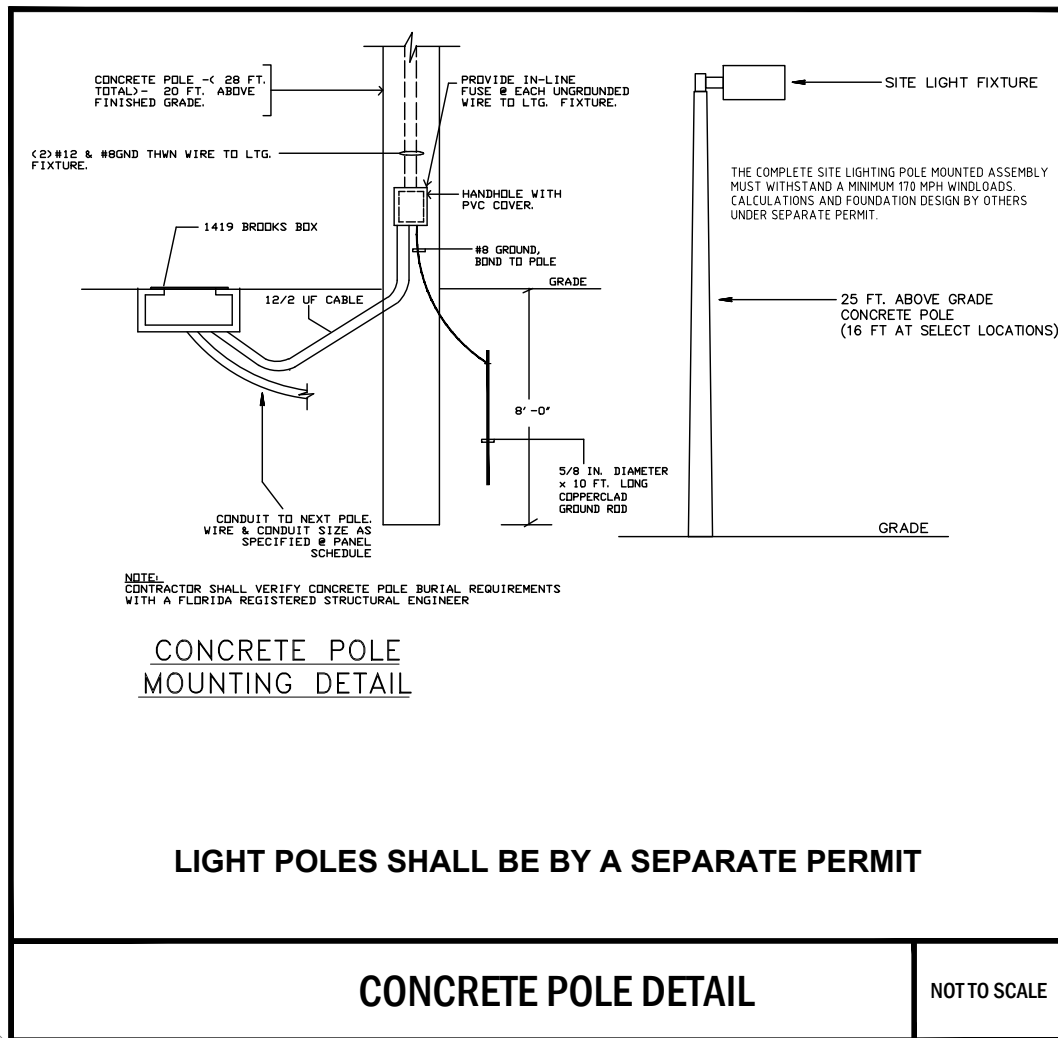 CONCRETE POLE -( 28 FT.
TOTAL)- 20 FT. ABOVE
FINISHED GRADE.
PROVIDE IN-LINE
FUSE @ EACH UNGROUNDED
WIRE TO LTG. FIXTURE.
(2)#12 & #8GND THWN WIRE TO LTG.
FIXTURE.
HANDHOLE WITH
PVC COVER.
1419 BROOKS BOX
#8 GROUND,
BOND TO POLE
GRADE
12/2 UF CABLE
8'-0"
5/8 IN. DIAMETER
x 10 FT. LONG
COPPERCLAD
GROUND ROD
CONDUIT TO NEXT POLE.
WIRE & CONDUIT SIZE AS
SPECIFIED @ PANEL
SCHEDULE
NOTE:
CONTRACTOR SHALL VERIFY CONCRETE POLE BURIAL REQUIREMENTS
WITH A FLORIDA REGISTERED STRUCTURAL ENGINEER
CONCRETE POLE
MOUNTING DETAIL
SITE LIGHT FIXTURE
THE COMPLETE SITE LIGHTING POLE MOUNTED ASSEMBLY
MUST WITHSTAND A MINIMUM 170 MPH WINDLOADS.
CALCULATIONS AND FOUNDATION DESIGN BY OTHERS
UNDER SEPARATE PERMIT.
25 FT. ABOVE GRADE
CONCRETE POLE
(16 FT AT SELECT LOCATIONS)
GRADE
LIGHT POLES SHALL BE BY A SEPARATE PERMIT
CONCRETE POLE DETAIL
NOT TO SCALE